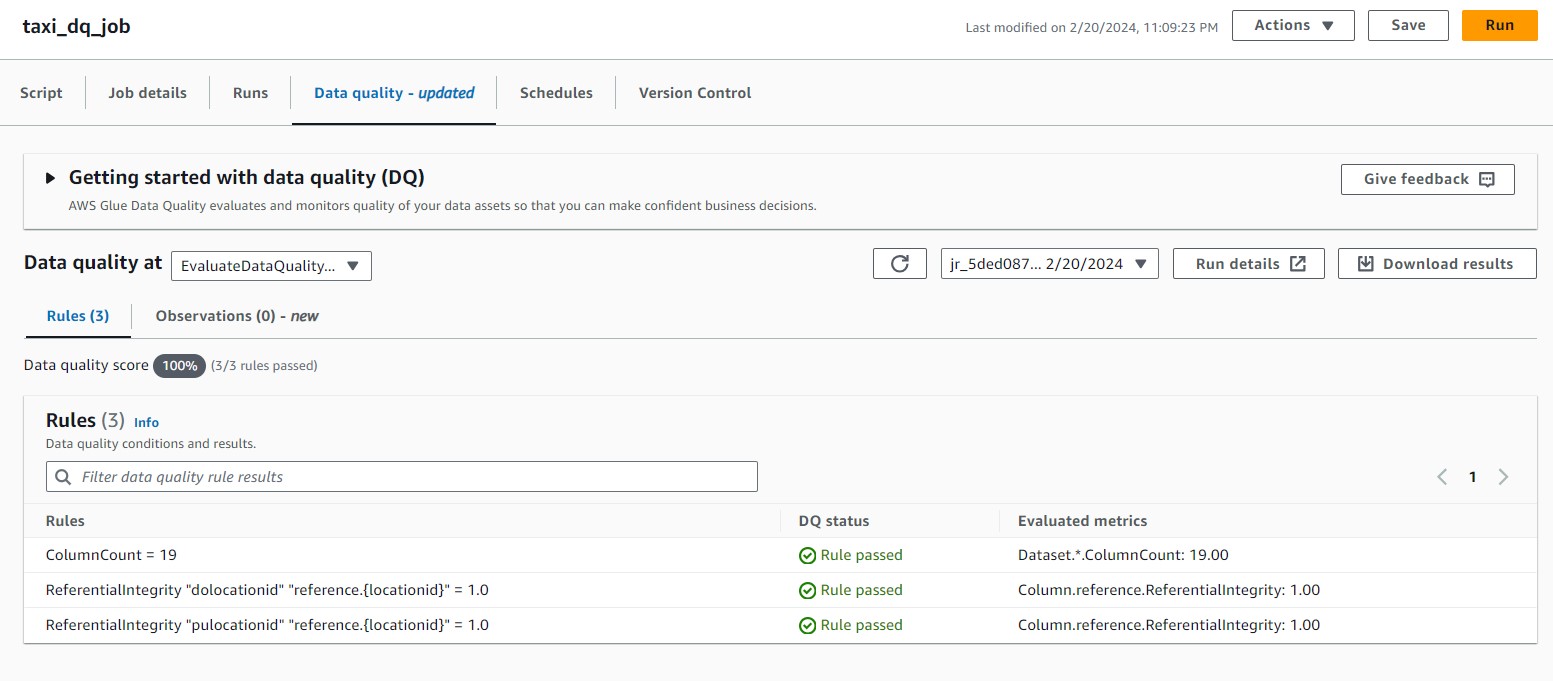 taxi_dq_job
Last modified on 2/20/2024, 11:09:23 PM
Actions
Save
Run
Script
Job details
Runs
Data quality - updated
Schedules
Version Control
Getting started with data quality (DQ)
Give feedback
AWS Glue Data Quality evaluates and monitors quality of your data assets so that you can make confident business decisions.
Data quality at
EvaluateDataQuality...
jr_5ded087... 2/20/2024
Run details
Download results
Rules (3)
Observations (0) - new
Data quality score 100% (3/3 rules passed)
Rules (3) Info
Data quality conditions and results.
Filter data quality rule results
1
Rules DQ status Evaluated metrics
ColumnCount = 19 Rule passed Dataset.*.ColumnCount: 19.00
ReferentialIntegrity "dolocationid" "reference.{locationid}" = 1.0 Rule passed Column.reference.ReferentialIntegrity: 1.00
ReferentialIntegrity "pulocationid" "reference.{locationid}" = 1.0 Rule passed Column.reference.ReferentialIntegrity: 1.00